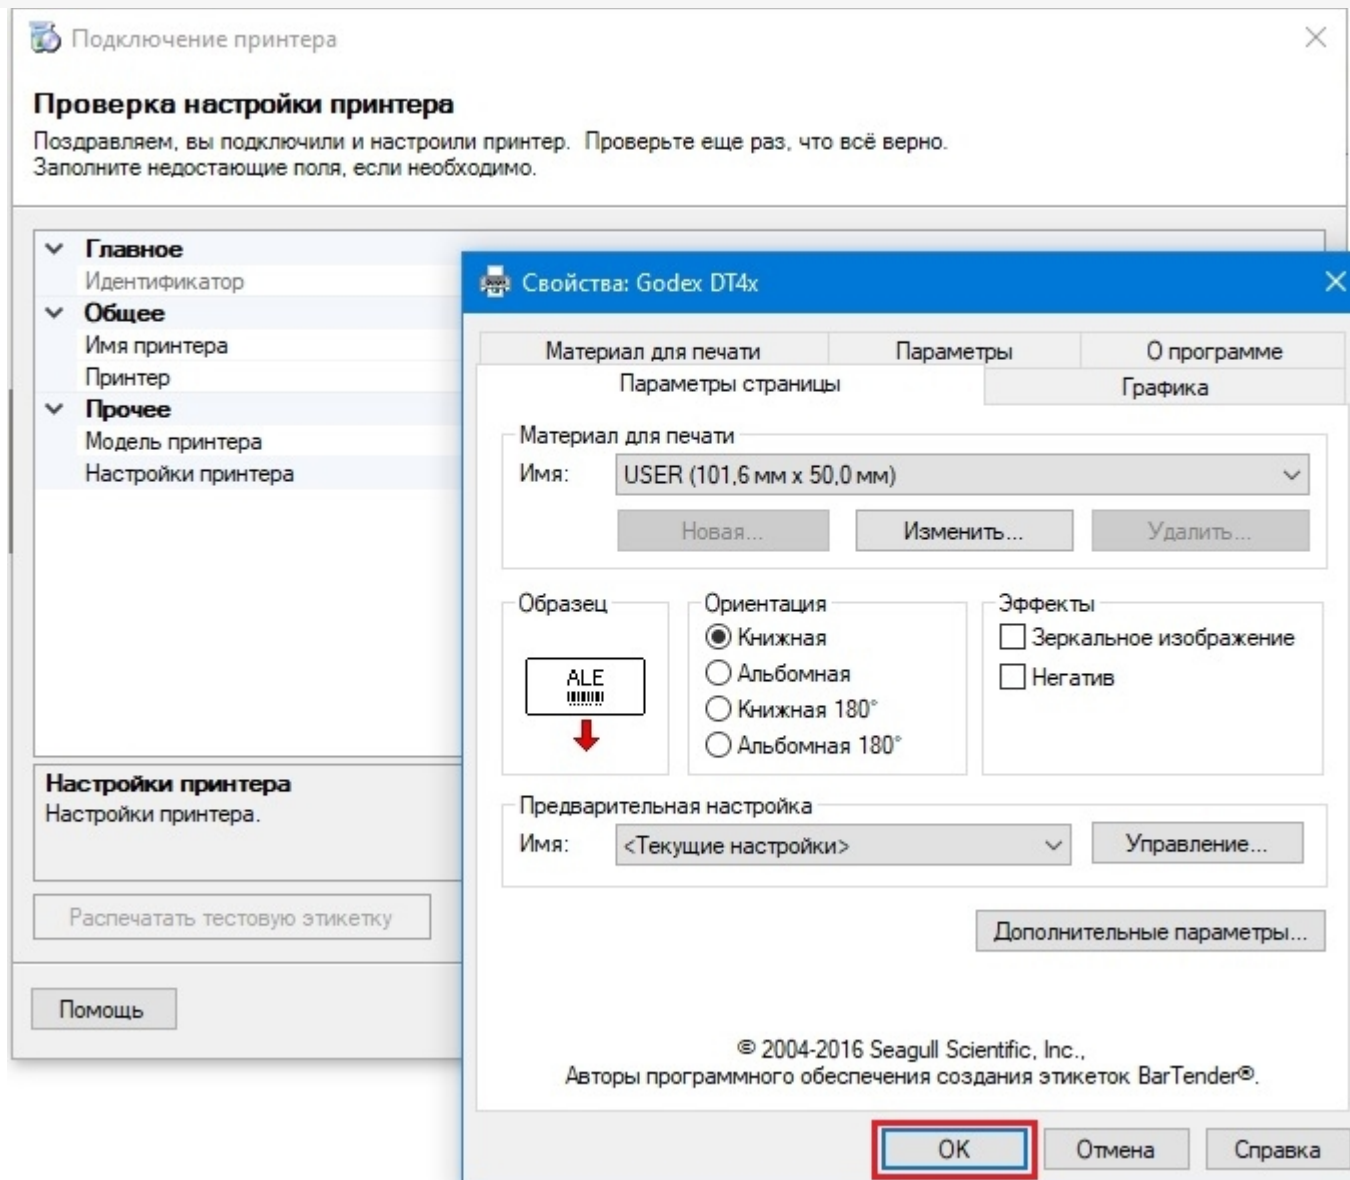 Подключение принтера
Проверка настройки принтера
Поздравляем, вы подключили и настроили принтер.  Проверьте еще раз, что всё верно.
Заполните недостающие поля, если необходимо.
Главное
Идентификатор
Общее
Имя принтера
Принтер
Прочее
Модель принтера
Настройки принтера
Настройки принтера
Настройки принтера.
Распечатать тестовую этикетку
Помощь
Свойства: Godex DT4x
Материал для печати
Параметры
О программе
Параметры страницы
Графика
Материал для печати
Имя:
USER (101,6 мм x 50,0 мм)
Новая...
Изменить...
Удалить...
Образец
ALE
Ориентация
Книжная
Альбомная
Книжная 180°
Альбомная 180°
Эффекты
Зеркальное изображение
Негатив
Предварительная настройка
Имя:
<Текущие настройки>
Управление...
Дополнительные параметры...
© 2004-2016 Seagull Scientific, Inc.,
Авторы программного обеспечения создания этикеток BarTender®.
OK
Отмена
Справка